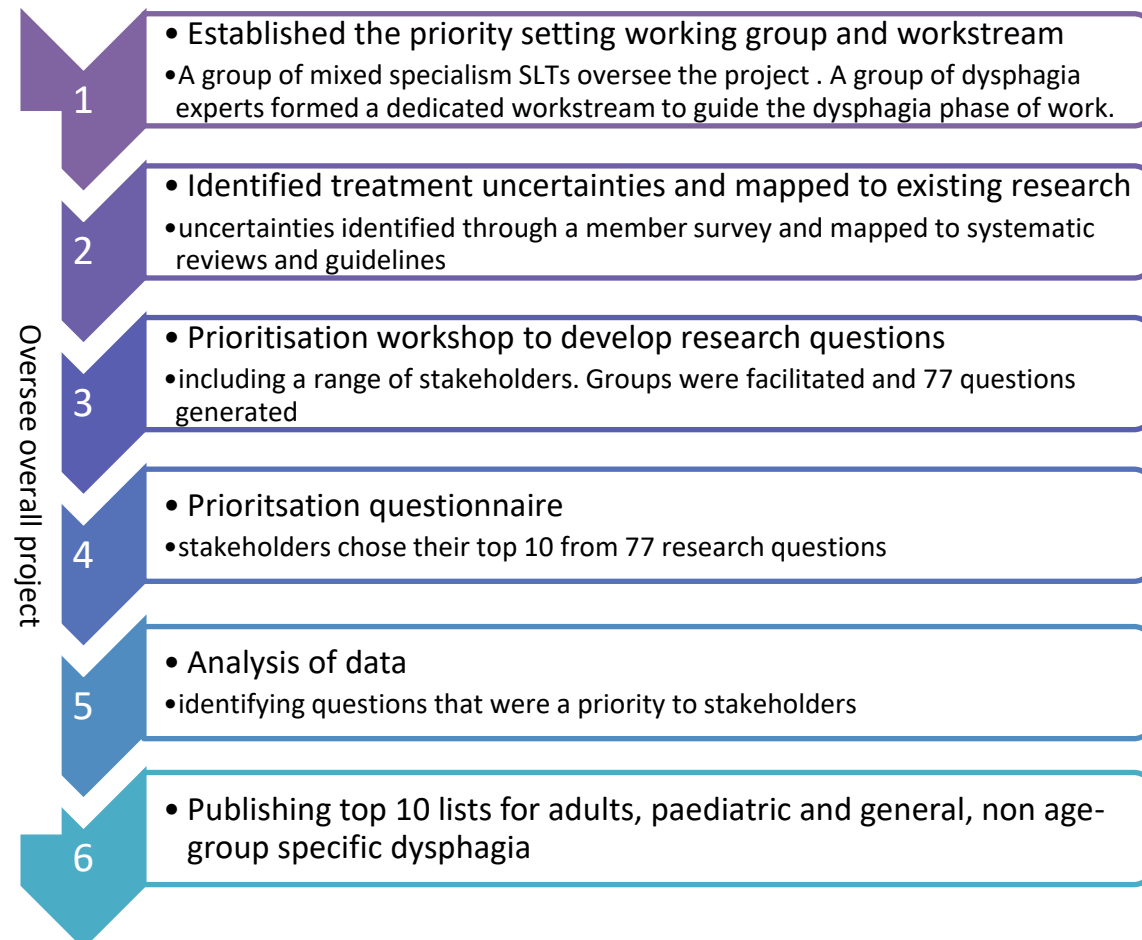 Oversee overall project
1
• Established the priority setting working group and workstream
•A group of mixed specialism SLTs oversee the project . A group of dysphagia
experts formed a dedicated workstream to guide the dysphagia phase of work.
2
• Identified treatment uncertainties and mapped to existing research
•uncertainties identified through a member survey and mapped to systematic
reviews and guidelines
3
• Prioritisation workshop to develop research questions
•including a range of stakeholders. Groups were facilitated and 77 questions
generated
4
• Prioritsation questionnaire
•stakeholders chose their top 10 from 77 research questions
5
• Analysis of data
•identifying questions that were a priority to stakeholders
6
• Publishing top 10 lists for adults, paediatric and general, non age-
group specific dysphagia